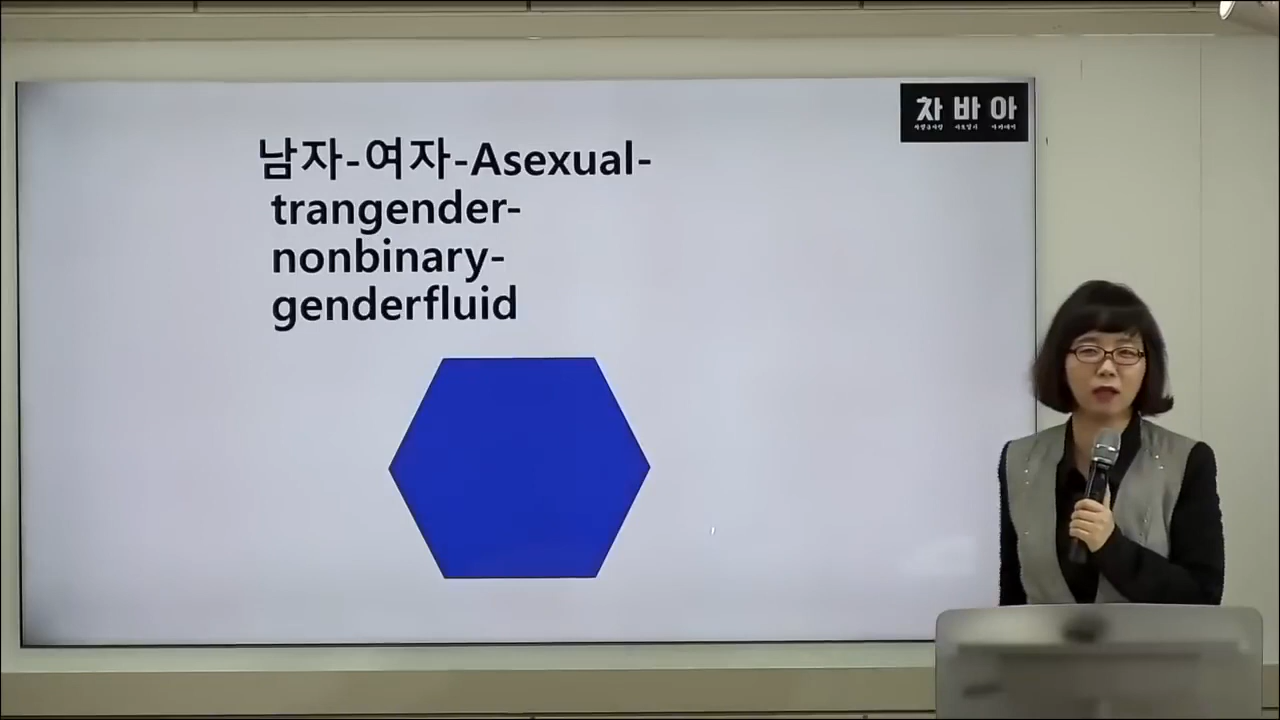 남자-여자-Asexual-
trangender-
nonbinary-
genderfluid
차 바 아